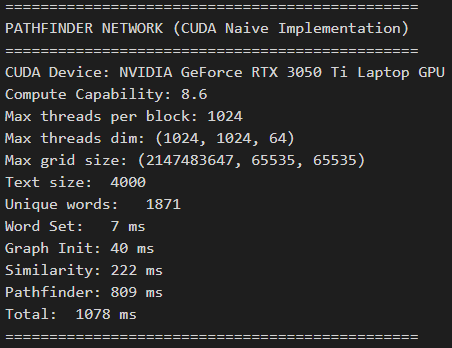 ===============================================
PATHFINDER NETWORK (CUDA Naive Implementation)
===============================================
CUDA Device: NVIDIA GeForce RTX 3050 Ti Laptop GPU
Compute Capability: 8.6
Max threads per block: 1024
Max threads dim: (1024, 1024, 64)
Max grid size: (2147483647, 65535, 65535)
Text size:  4000
Unique words:   1871
Word Set:   7 ms
Graph Init: 40 ms
Similarity: 222 ms
Pathfinder: 809 ms
Total:  1078 ms
===============================================